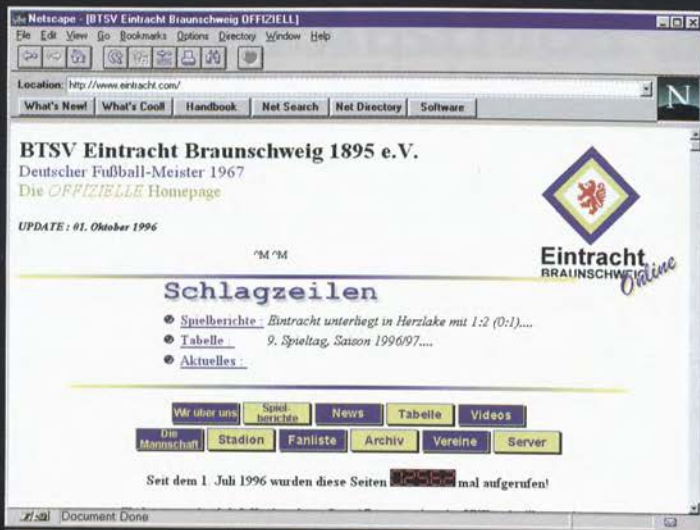 Netscape - [BTSV Eintracht Braunschweig OFFIZIELL]
File Edit View Go Bookmarks Options Directory Window Help
Location: http://www.eintracht.com/
What's New! What's Cool! Handbook Net Search Net Directory Software
N
BTSV Eintracht Braunschweig 1895 e.V.
Deutscher Fußball-Meister 1967
Die OFFIZIELLE Homepage
UPDATE : 01. Oktober 1996
^M ^M
Eintracht
BRAUNSCHWEIG
Online
Schlagzeilen
Spielberichte : Eintracht unterliegt in Herzlake mit 1:2 (0:1)....
Tabelle : 9. Spieltag, Saison 1996/97....
Aktuelles :
Wir über uns Spiel-berichte News Tabelle Videos
Die Mannschaft Stadion Fanliste Archiv Vereine Server
Seit dem 1. Juli 1996 wurden diese Seiten 02562 mal aufgerufen!
Document Done